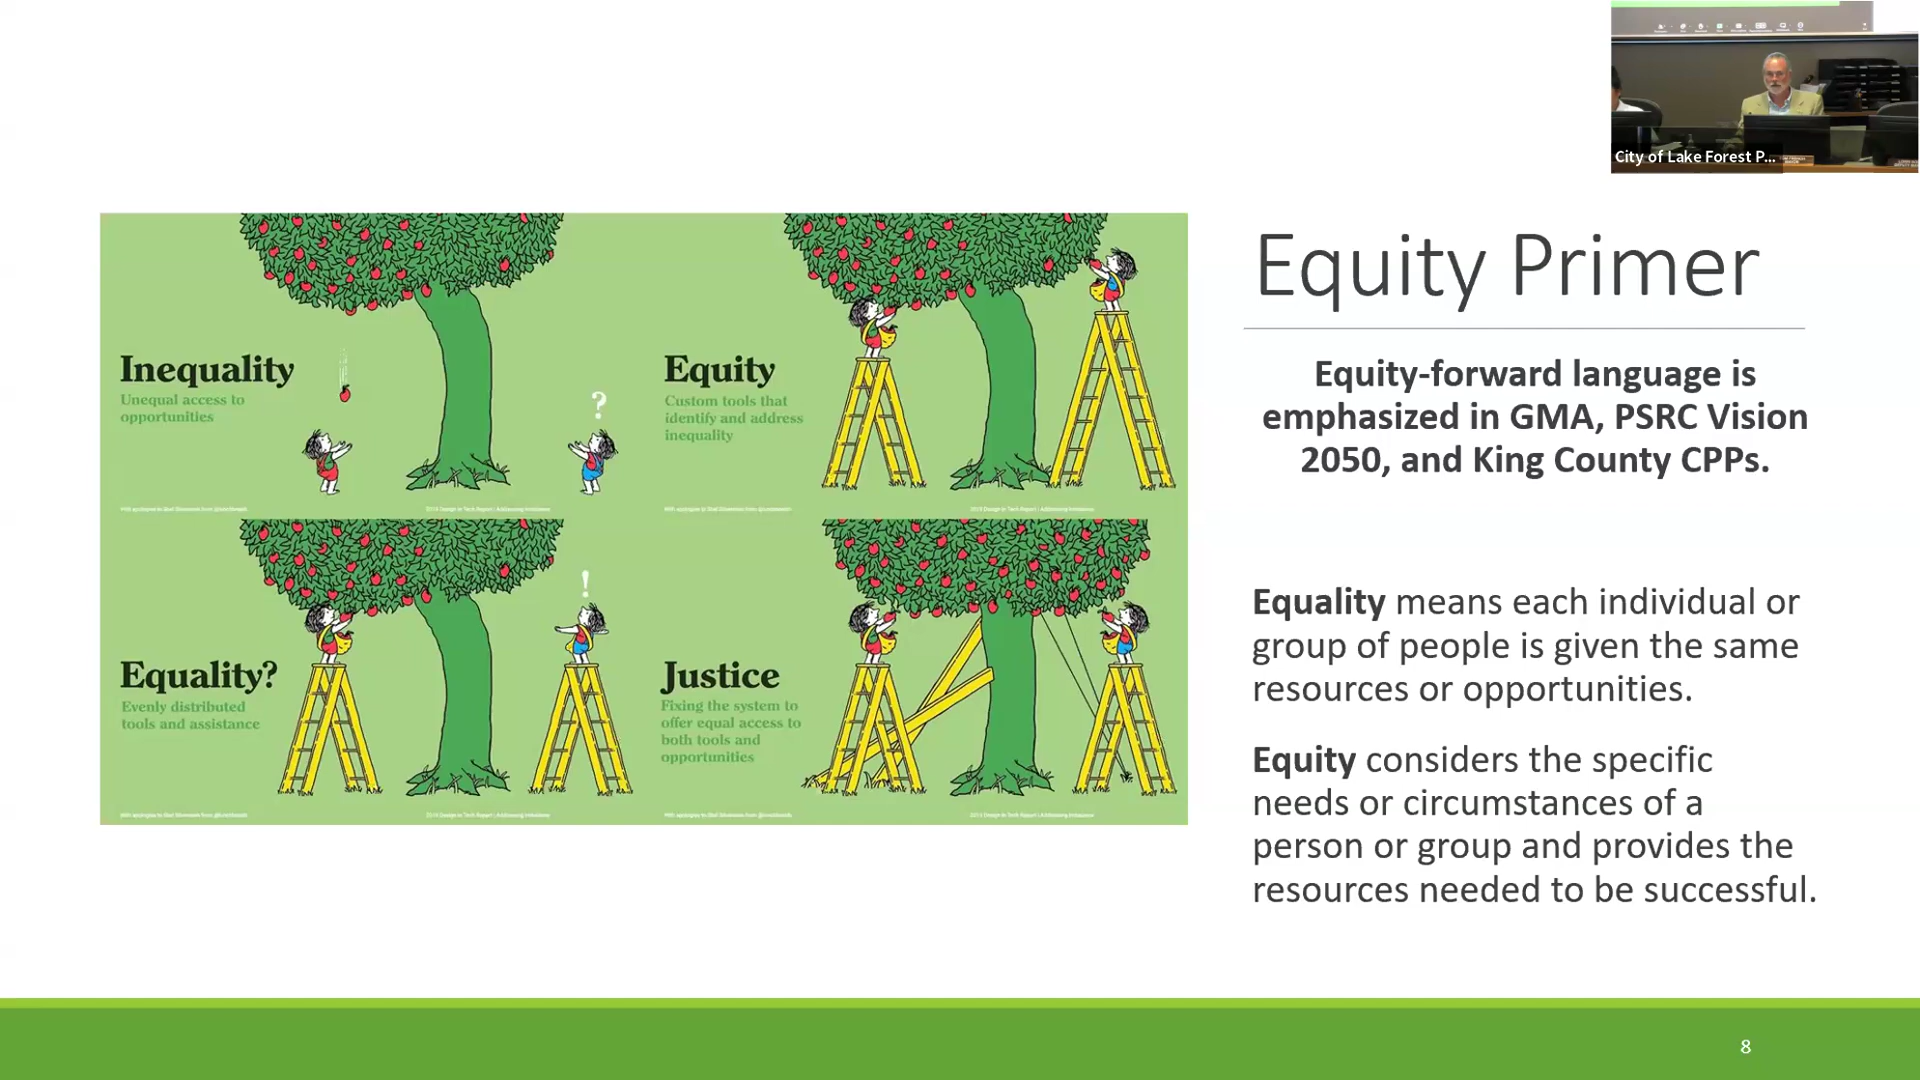 City of Lake Forest P...
Equity Primer
Equity-forward language is
emphasized in GMA, PSRC Vision
2050, and King County CPPs.
Equality means each individual or
group of people is given the same
resources or opportunities.
Equity considers the specific
needs or circumstances of a
person or group and provides the
resources needed to be successful.
Inequality
Unequal access to
opportunities
?
Equity
Custom tools that
identify and address
inequality
Equality?
Evenly distributed
tools and assistance
!
Justice
Fixing the system to
offer equal access to
both tools and
opportunities
8